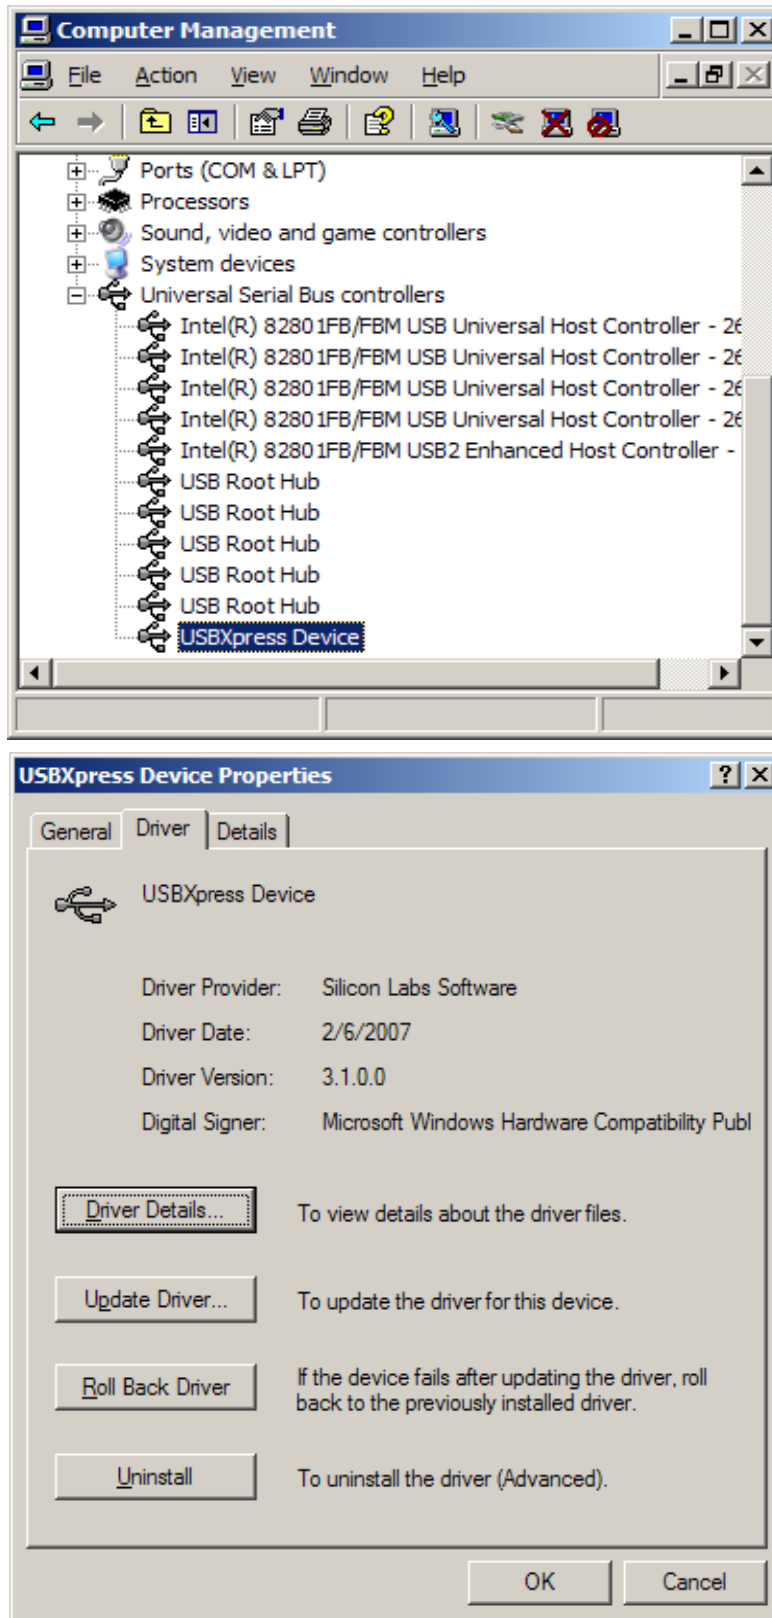 Computer Management
File Action View Window Help
Ports (COM & LPT)
Processors
Sound, video and game controllers
System devices
Universal Serial Bus controllers
Intel(R) 82801FB/FBM USB Universal Host Controller - 26
Intel(R) 82801FB/FBM USB Universal Host Controller - 26
Intel(R) 82801FB/FBM USB Universal Host Controller - 26
Intel(R) 82801FB/FBM USB Universal Host Controller - 26
Intel(R) 82801FB/FBM USB2 Enhanced Host Controller -
USB Root Hub
USB Root Hub
USB Root Hub
USB Root Hub
USB Root Hub
USBXpress Device
USBXpress Device Properties
General Driver Details
USBXpress Device
Driver Provider: Silicon Labs Software
Driver Date: 2/6/2007
Driver Version: 3.1.0.0
Digital Signer: Microsoft Windows Hardware Compatibility Publ
Driver Details... To view details about the driver files.
Update Driver... To update the driver for this device.
Roll Back Driver If the device fails after updating the driver, roll
back to the previously installed driver.
Uninstall To uninstall the driver (Advanced).
OK Cancel